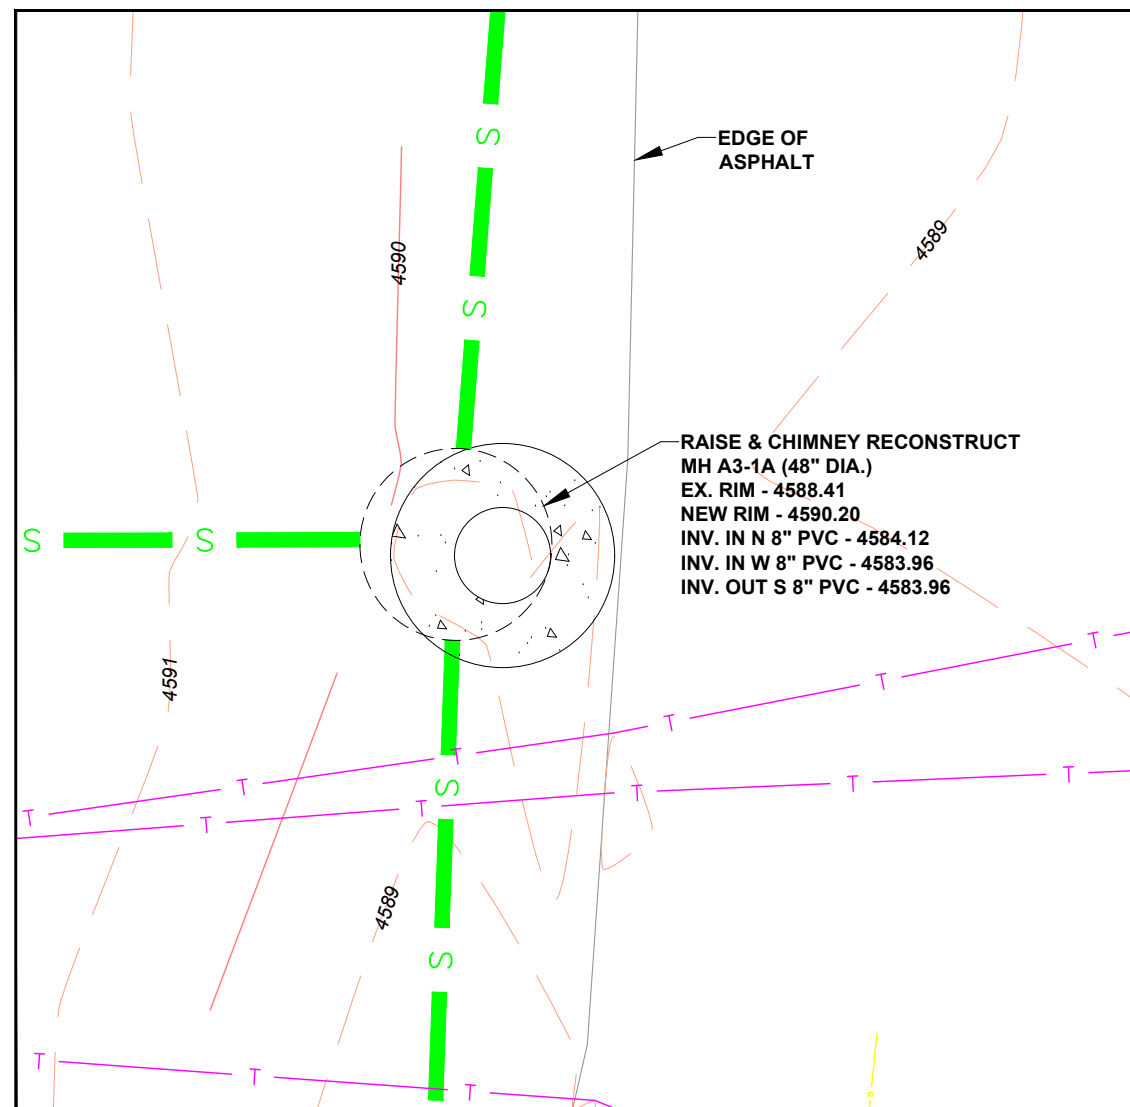 S
EDGE OF
ASPHALT
4590
4589
S
RAISE & CHIMNEY RECONSTRUCT
MH A3-1A (48" DIA.)
EX. RIM - 4588.41
NEW RIM - 4590.20
INV. IN N 8" PVC - 4584.12
INV. IN W 8" PVC - 4583.96
INV. OUT S 8" PVC - 4583.96
S S
4591
T T T T
S
T T T T T
4589
S
T T T